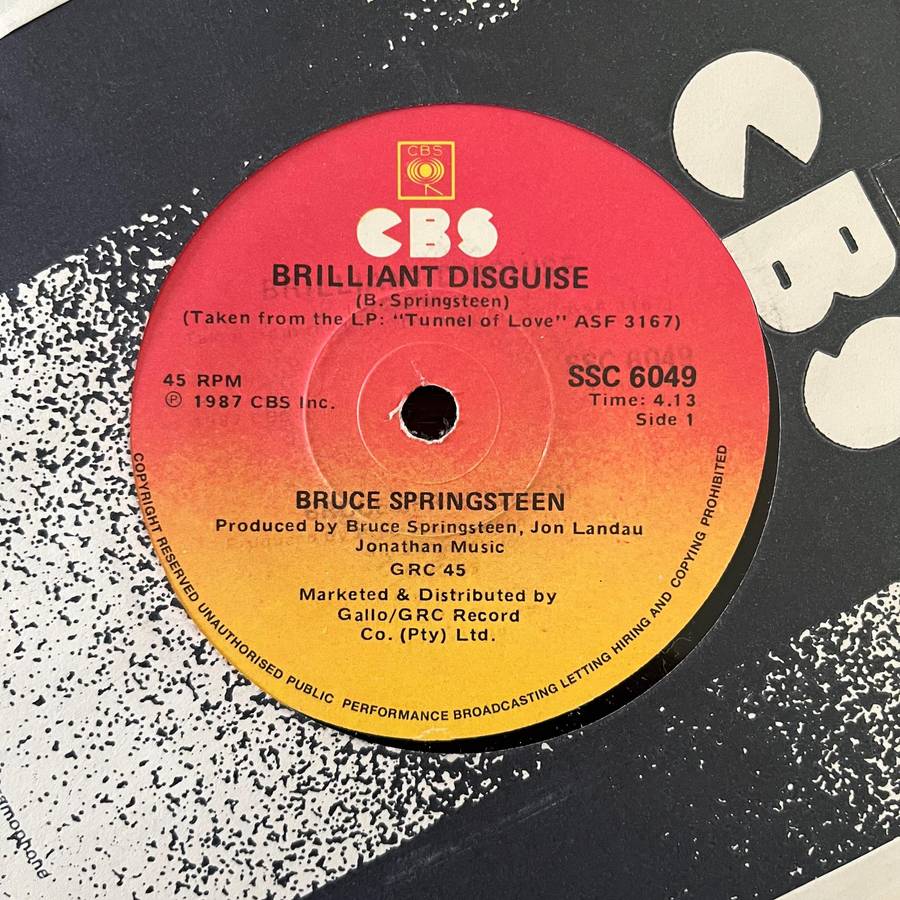 CBS
CBS
BRILLIANT DISGUISE
(B. Springsteen)
(Taken from the LP: "Tunnel of Love" ASF 3167)
45 RPM
℗ 1987 CBS Inc.
SSC 6049
Time: 4.13
Side 1
BRUCE SPRINGSTEEN
Produced by Bruce Springsteen, Jon Landau
Jonathan Music
GRC 45
Marketed & Distributed by
Gallo/GRC Record
Co. (Pty) Ltd.
COPYRIGHT RESERVED UNAUTHORISED PUBLIC PERFORMANCE BROADCASTING LETTING HIRING AND COPYING PROHIBITED
CBS